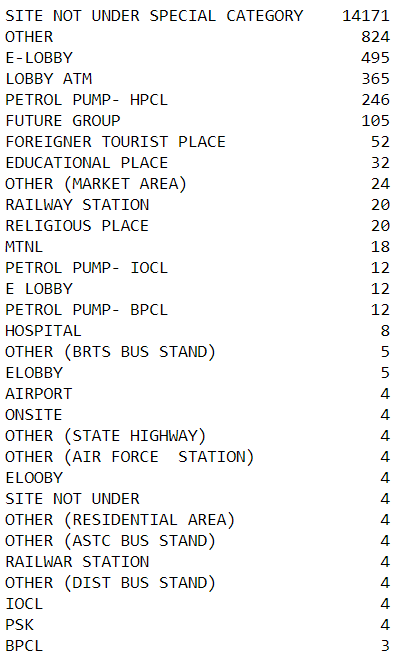 SITE NOT UNDER SPECIAL CATEGORY 14171
OTHER 824
E-LOBBY 495
LOBBY ATM 365
PETROL PUMP- HPCL 246
FUTURE GROUP 105
FOREIGNER TOURIST PLACE 52
EDUCATIONAL PLACE 32
OTHER (MARKET AREA) 24
RAILWAY STATION 20
RELIGIOUS PLACE 20
MTNL 18
PETROL PUMP- IOCL 12
E LOBBY 12
PETROL PUMP- BPCL 12
HOSPITAL 8
OTHER (BRTS BUS STAND) 5
ELOBBY 5
AIRPORT 4
ONSITE 4
OTHER (STATE HIGHWAY) 4
OTHER (AIR FORCE  STATION) 4
ELOOBY 4
SITE NOT UNDER 4
OTHER (RESIDENTIAL AREA) 4
OTHER (ASTC BUS STAND) 4
RAILWAR STATION 4
OTHER (DIST BUS STAND) 4
IOCL 4
PSK 4
BPCL 3